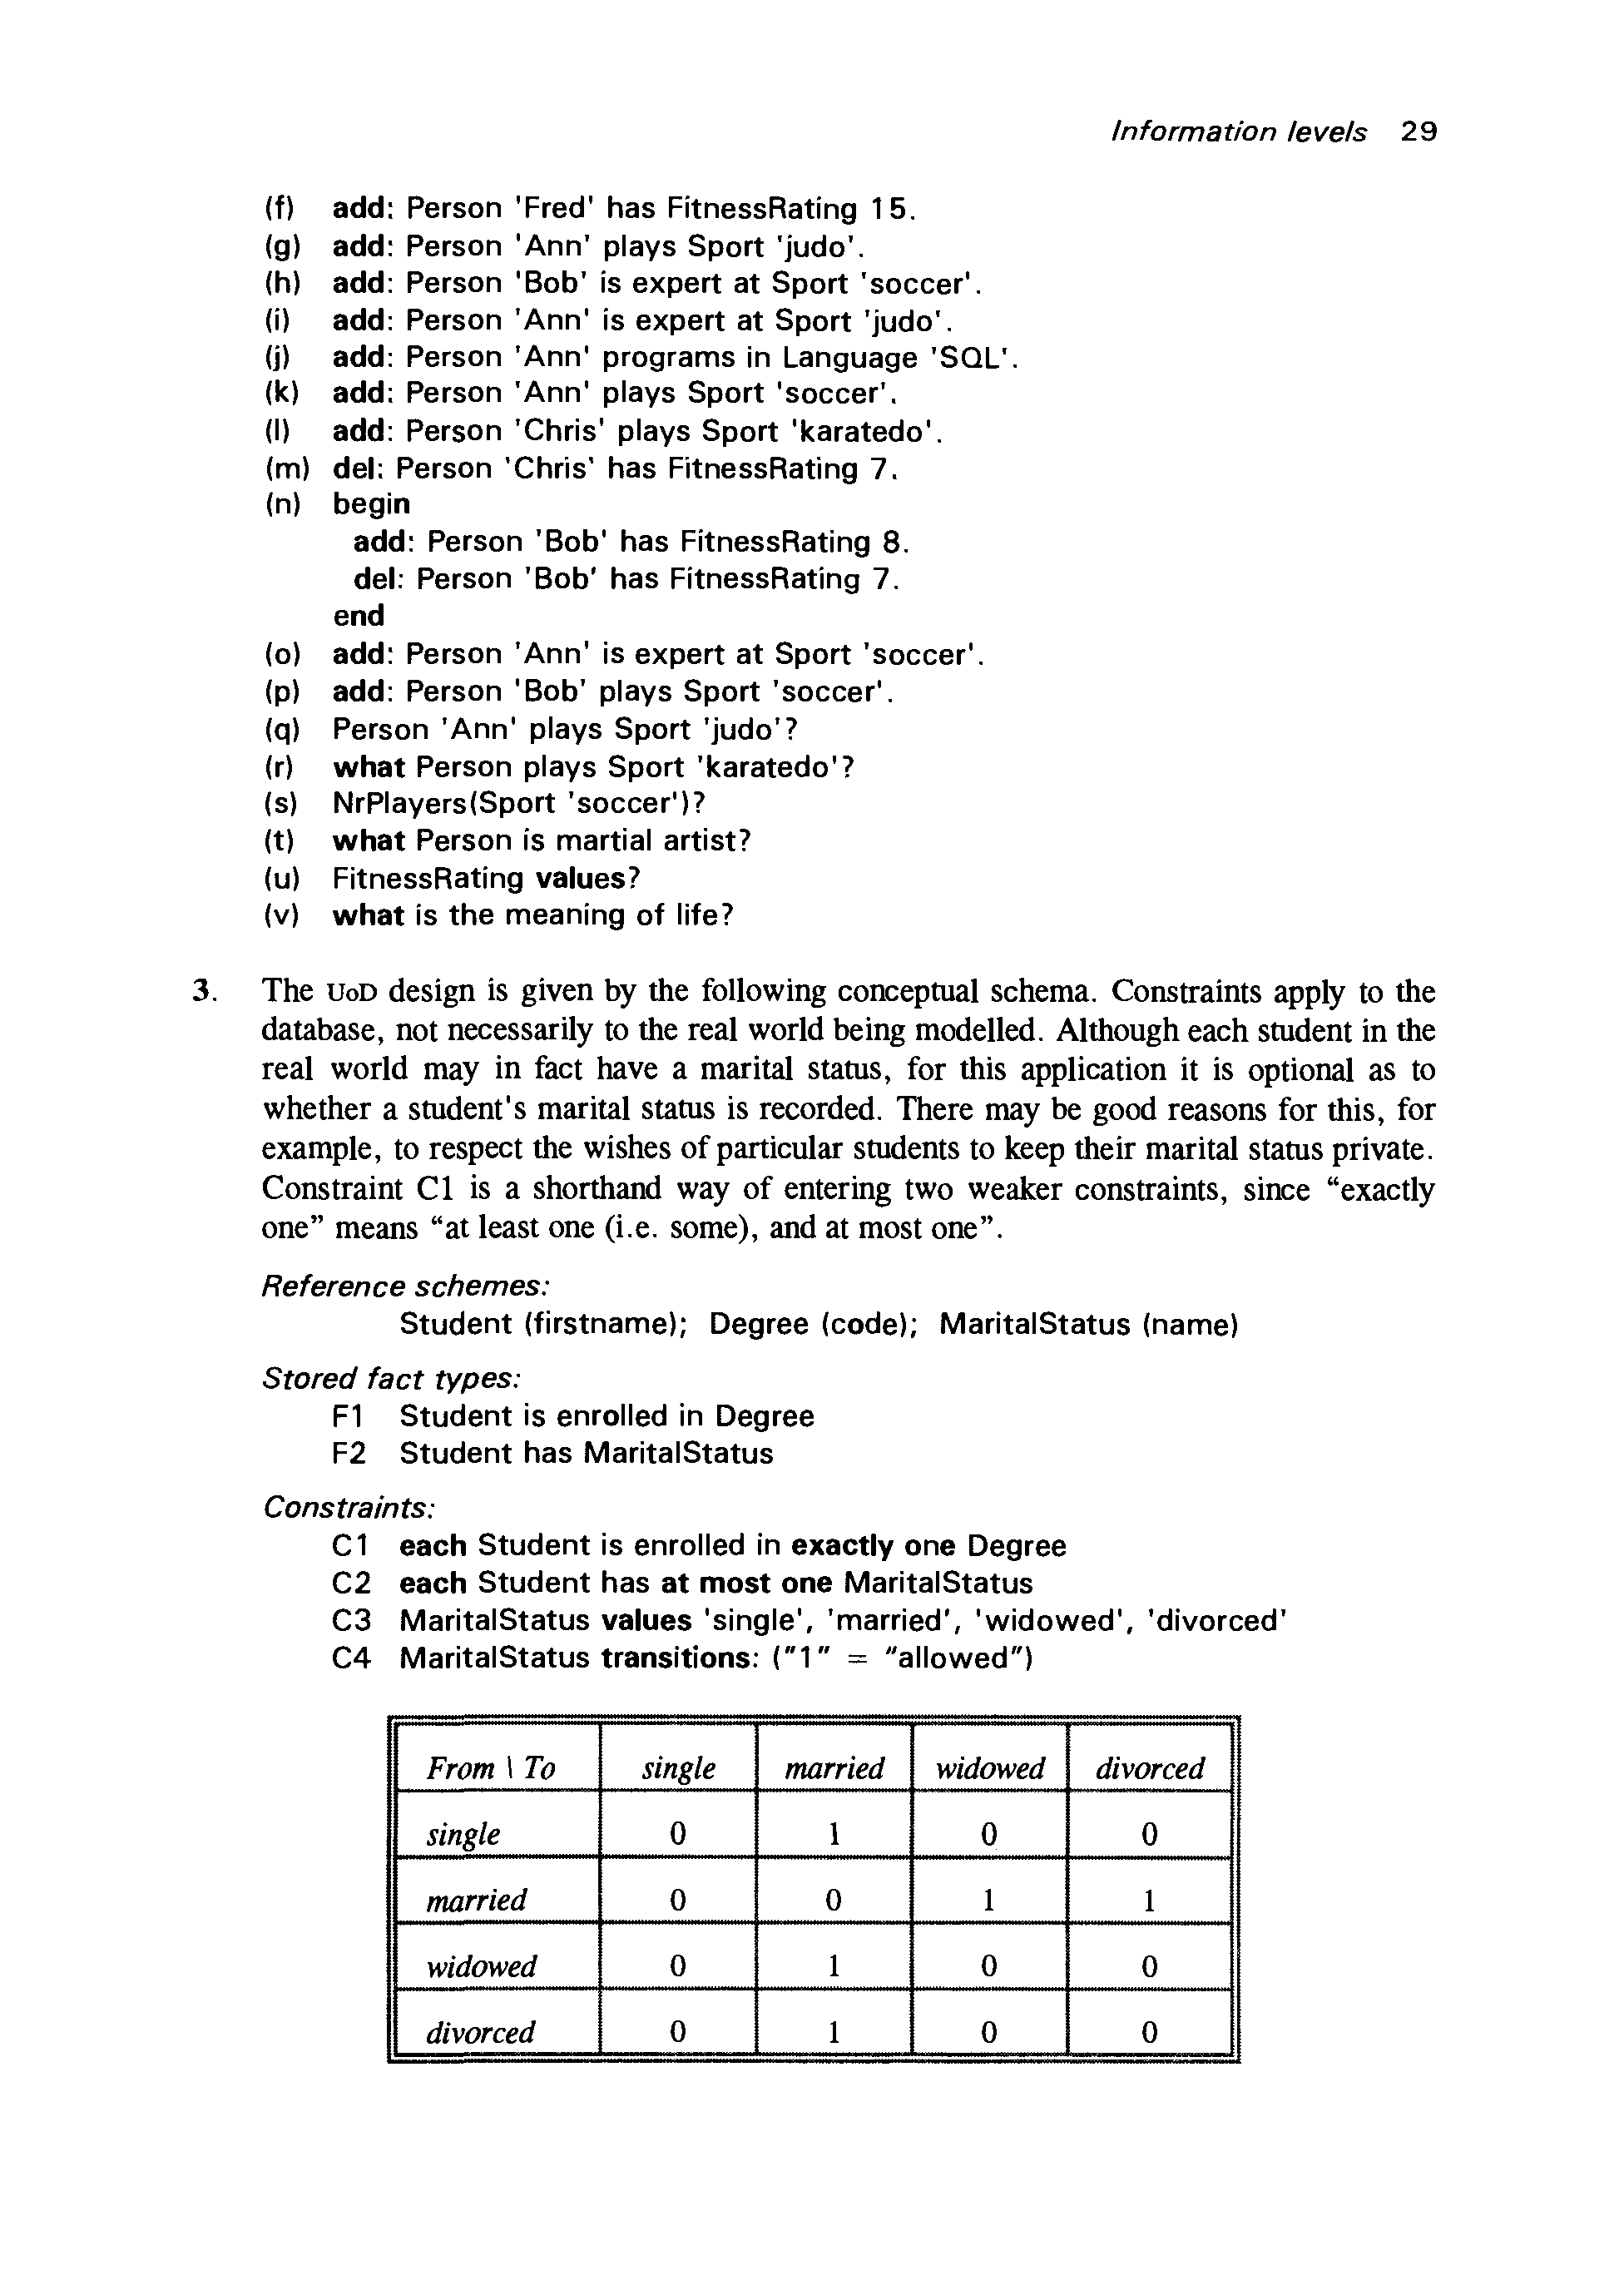 Information levels 29
(f) add: Person 'Fred' has FitnessRating 15.
(g) add: Person 'Ann' plays Sport 'judo'.
(h) add: Person 'Bob' is expert at Sport 'soccer'.
(i) add: Person 'Ann' is expert at Sport 'judo'.
(j) add: Person 'Ann' programs in Language 'SQL'.
(k) add: Person 'Ann' plays Sport 'soccer'.
(l) add: Person 'Chris' plays Sport 'karatedo'.
(m) del: Person 'Chris' has FitnessRating 7.
(n) begin
add: Person 'Bob' has FitnessRating 8.
del: Person 'Bob' has FitnessRating 7.
end
(o) add: Person 'Ann' is expert at Sport 'soccer'.
(p) add: Person 'Bob' plays Sport 'soccer'.
(q) Person 'Ann' plays Sport 'judo'?
(r) what Person plays Sport 'karatedo'?
(s) NrPlayers(Sport 'soccer')?
(t) what Person is martial artist?
(u) FitnessRating values?
(v) what is the meaning of life?
3. The UoD design is given by the following conceptual schema. Constraints apply to the
database, not necessarily to the real world being modelled. Although each student in the
real world may in fact have a marital status, for this application it is optional as to
whether a student's marital status is recorded. There may be good reasons for this, for
example, to respect the wishes of particular students to keep their marital status private.
Constraint C1 is a shorthand way of entering two weaker constraints, since “exactly
one” means “at least one (i.e. some), and at most one”.
Reference schemes:
Student (firstname); Degree (code); MaritalStatus (name)
Stored fact types:
F1 Student is enrolled in Degree
F2 Student has MaritalStatus
Constraints:
C1 each Student is enrolled in exactly one Degree
C2 each Student has at most one MaritalStatus
C3 MaritalStatus values 'single', 'married', 'widowed', 'divorced'
C4 MaritalStatus transitions: ("1" = "allowed")
From \ To single married widowed divorced
single 0 1 0 0
married 0 0 1 1
widowed 0 1 0 0
divorced 0 1 0 0